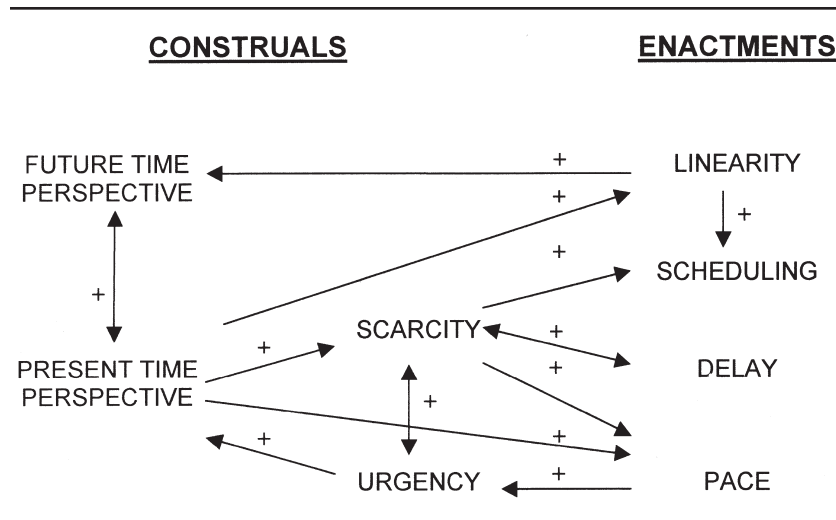 CONSTRUALS
ENACTMENTS
FUTURE TIME
PERSPECTIVE
+
LINEARITY
+
+
+
SCHEDULING
+
SCARCITY
+
+
DELAY
+
PRESENT TIME
PERSPECTIVE
+
+
+
URGENCY
+
PACE